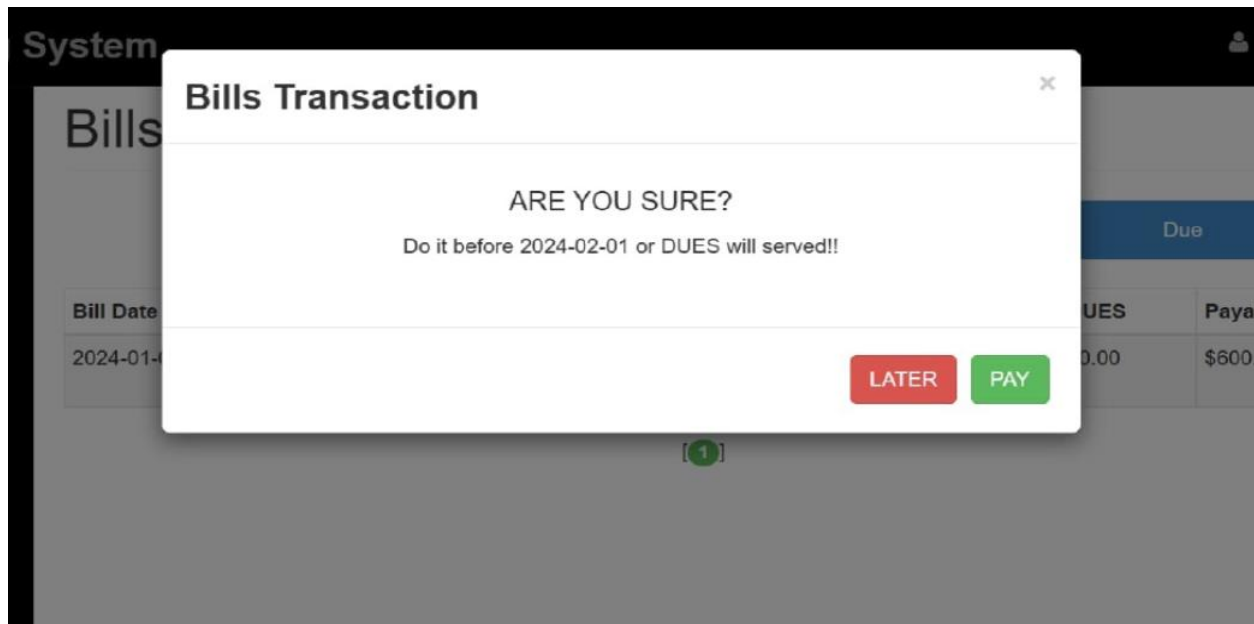 System
Bills Transaction ×
Bills
ARE YOU SURE?
Do it before 2024-02-01 or DUES will served!!
Due
Bill Date UES Paya
2024-01-0 0.00 $600.
LATER PAY
[1]